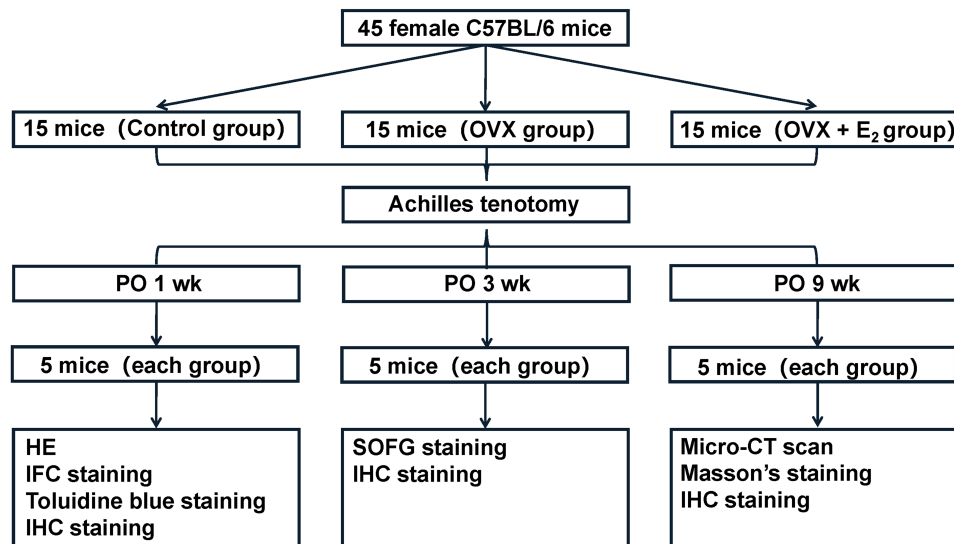 45 female C57BL/6 mice
15 mice（Control group）
15 mice（OVX group）
15 mice（OVX + E₂ group）
Achilles tenotomy
PO 1 wk
PO 3 wk
PO 9 wk
5 mice（each group）
5 mice（each group）
5 mice（each group）
HE
IFC staining
Toluidine blue staining
IHC staining
SOFG staining
IHC staining
Micro-CT scan
Masson’s staining
IHC staining